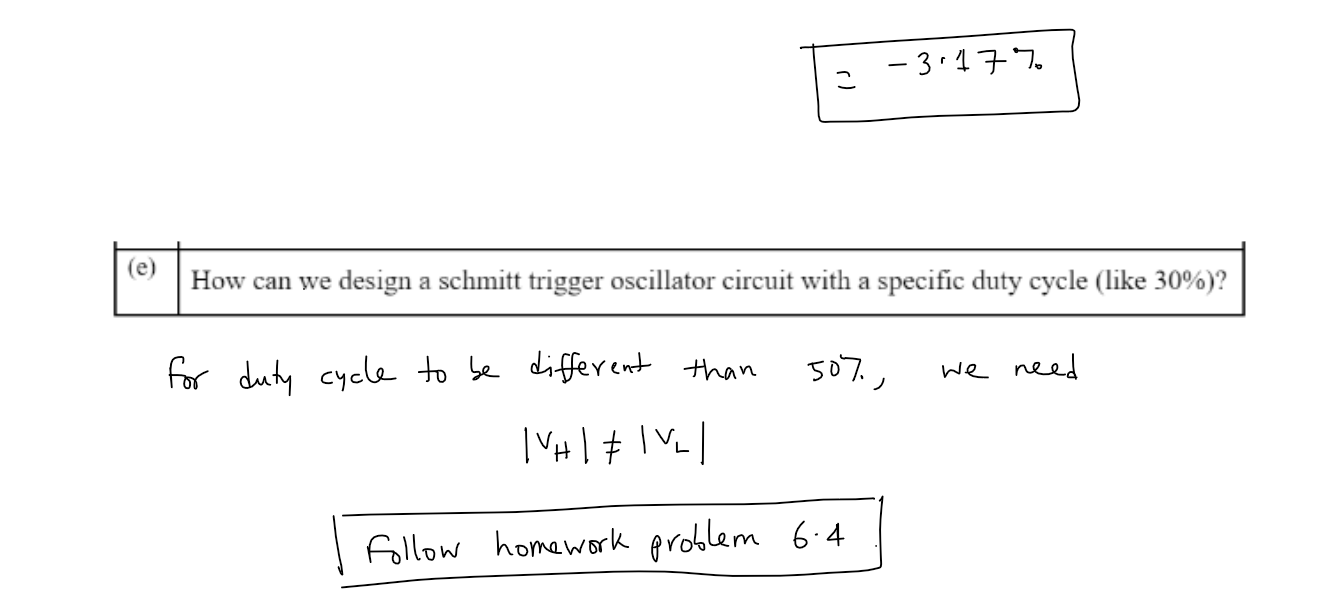 = -3.17%
(e) How can we design a schmitt trigger oscillator circuit with a specific duty cycle (like 30%)?
for duty cycle to be different than 50%, we need
|VH| ≠ |VL|
Follow homework problem 6.4